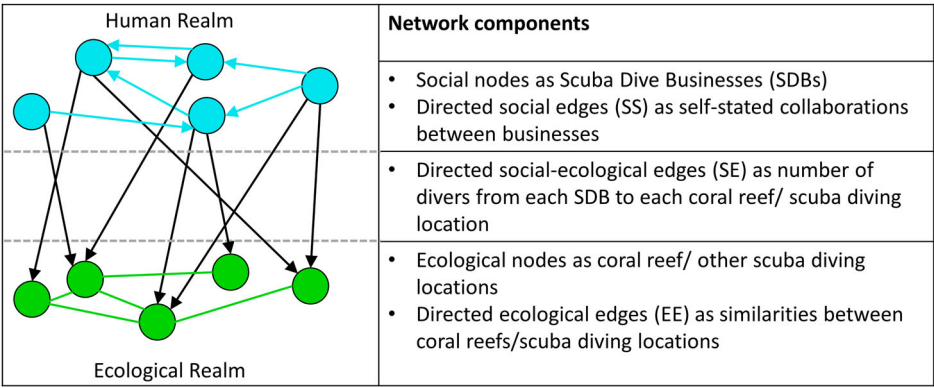 Human Realm
Ecological Realm
Network components
• Social nodes as Scuba Dive Businesses (SDBs)
• Directed social edges (SS) as self-stated collaborations
between businesses
• Directed social-ecological edges (SE) as number of
divers from each SDB to each coral reef/ scuba diving
location
• Ecological nodes as coral reef/ other scuba diving
locations
• Directed ecological edges (EE) as similarities between
coral reefs/scuba diving locations